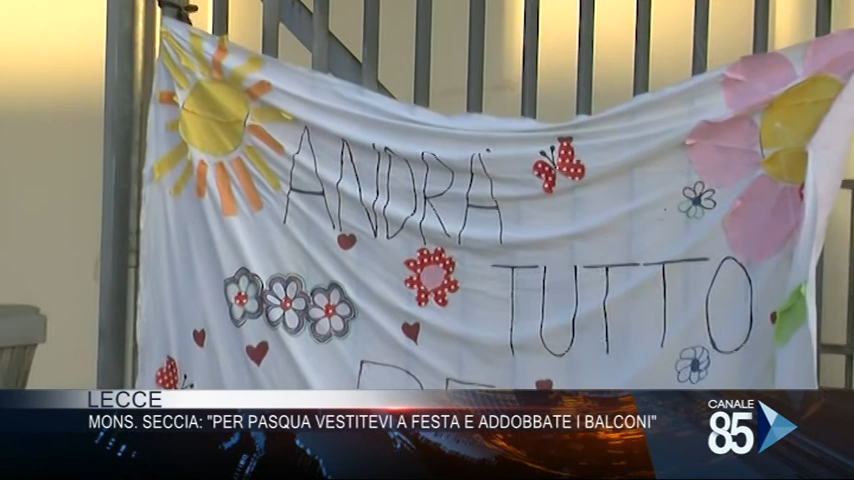 ANDRÀ
TUTTO
LECCE
MONS. SECCIA: "PER PASQUA VESTITEVI A FESTA E ADDOBBATE I BALCONI"
CANALE
85